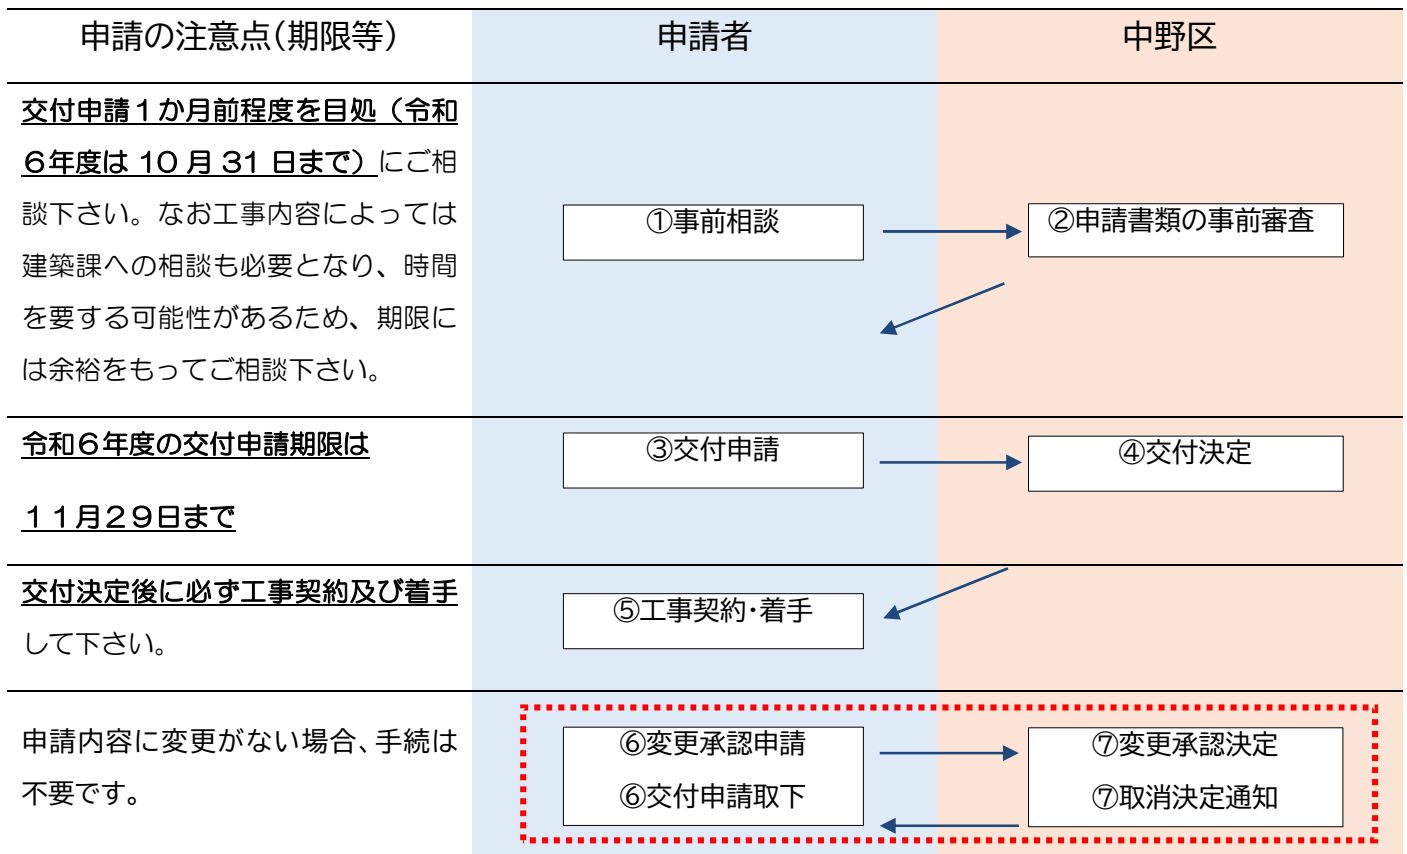 申請の注意点（期限等）
申請者
中野区
交付申請１か月前程度を目処（令和
６年度は 10 月 31 日まで）にご相
談下さい。なお工事内容によっては
建築課への相談も必要となり、時間
を要する可能性があるため、期限に
は余裕をもってご相談下さい。
①事前相談
②申請書類の事前審査
令和６年度の交付申請期限は
１１月２９日まで
③交付申請
④交付決定
交付決定後に必ず工事契約及び着手
して下さい。
⑤工事契約・着手
申請内容に変更がない場合、手続は
不要です。
⑥変更承認申請
⑥交付申請取下
⑦変更承認決定
⑦取消決定通知